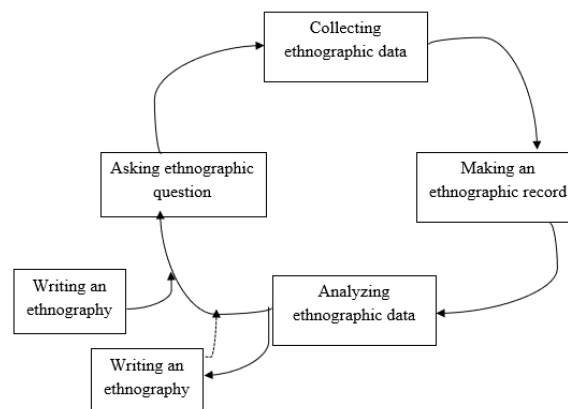 Collecting
ethnographic data
Asking ethnographic
question
Making an
ethnographic record
Writing an
ethnography
Analyzing
ethnographic data
Writing an
ethnography